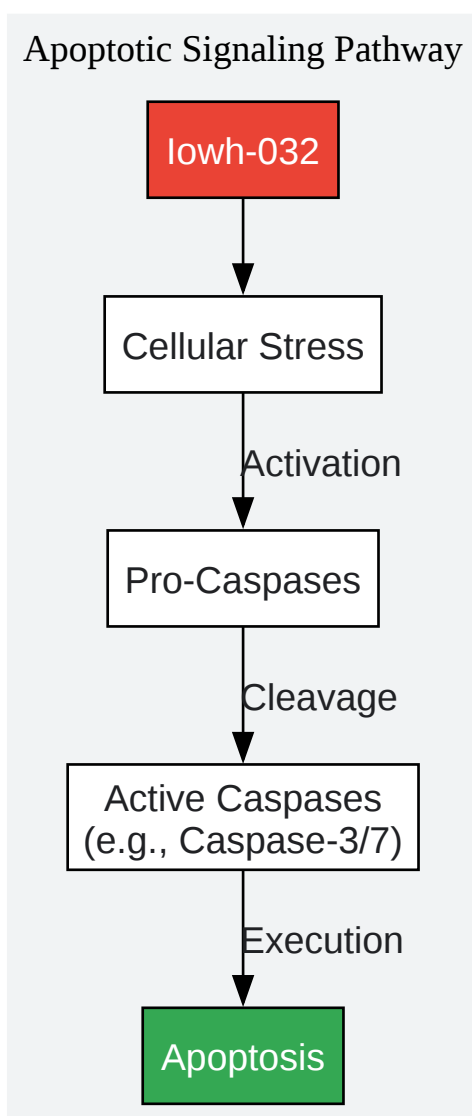 Apoptotic Signaling Pathway
Iowh-032
Cellular Stress
Activation
Pro-Caspases
Cleavage
Active Caspases
(e.g., Caspase-3/7)
Execution
Apoptosis